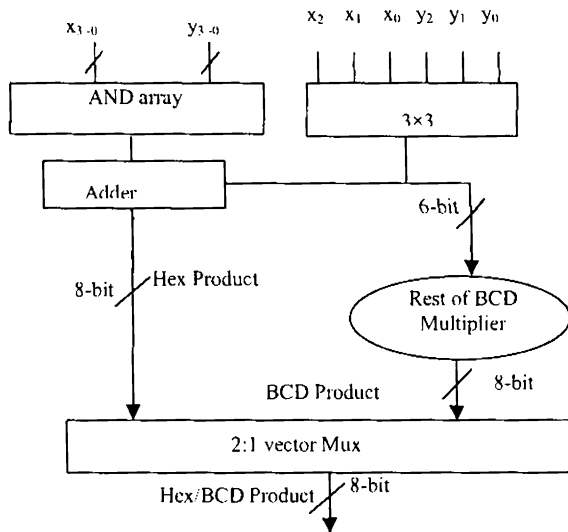 x3-0
y3-0
x2 x1 x0 y2 y1 y0
AND array
3×3
Adder
6-bit
8-bit
Hex Product
Rest of BCD
Multiplier
BCD Product
8-bit
2:1 vector Mux
Hex/BCD Product
8-bit